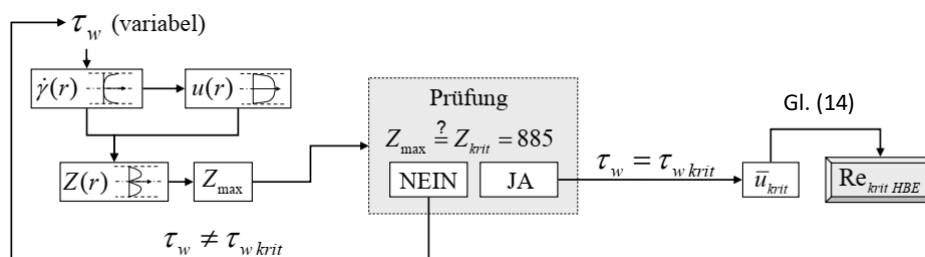 τ_w (variabel)
γ̇(r)
u(r)
Z(r)
Z_max
Prüfung
Z_max ≟ Z_krit = 885
NEIN
JA
τ_w = τ_w krit
τ_w ≠ τ_w krit
Gl. (14)
ū_krit
Re_krit HBE